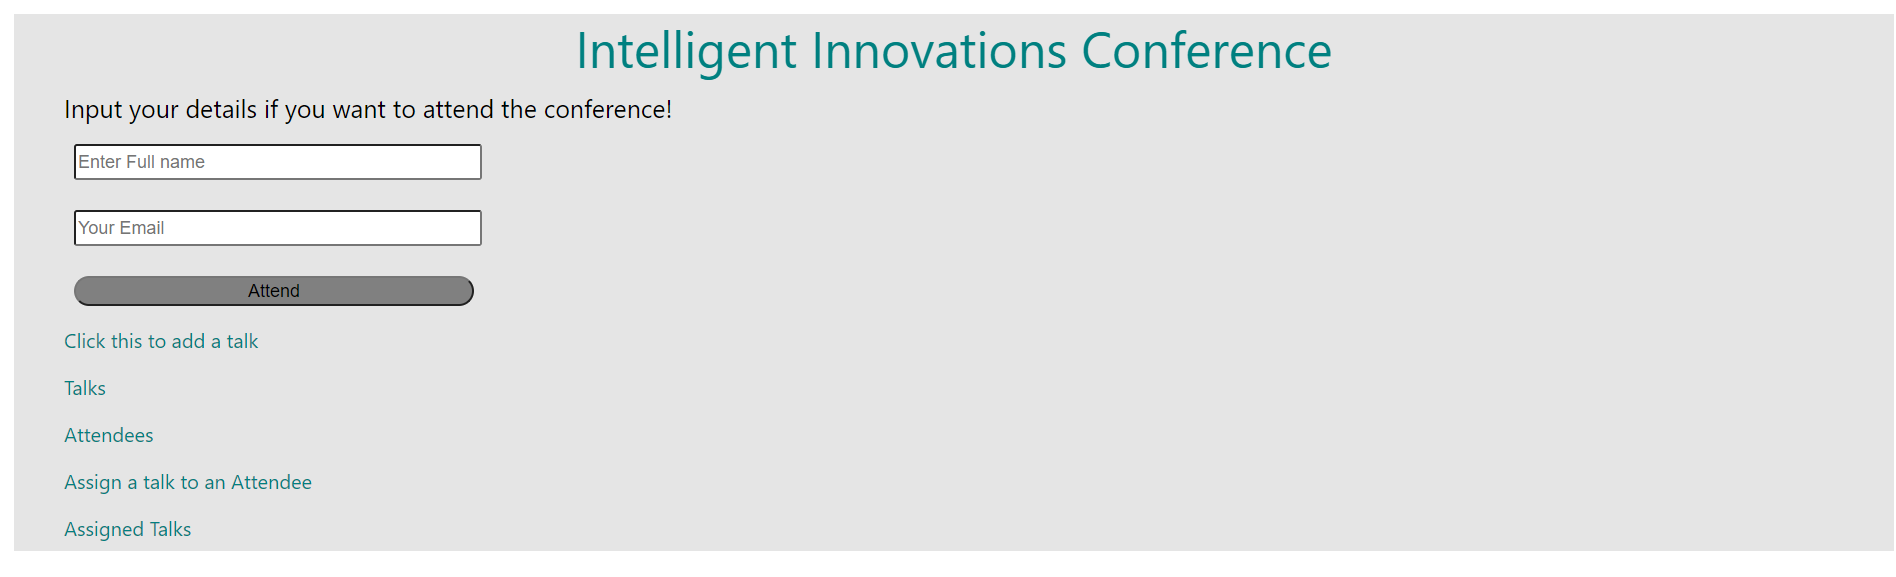 Intelligent Innovations Conference
Input your details if you want to attend the conference!
Enter Full name
Your Email
Attend
Click this to add a talk
Talks
Attendees
Assign a talk to an Attendee
Assigned Talks